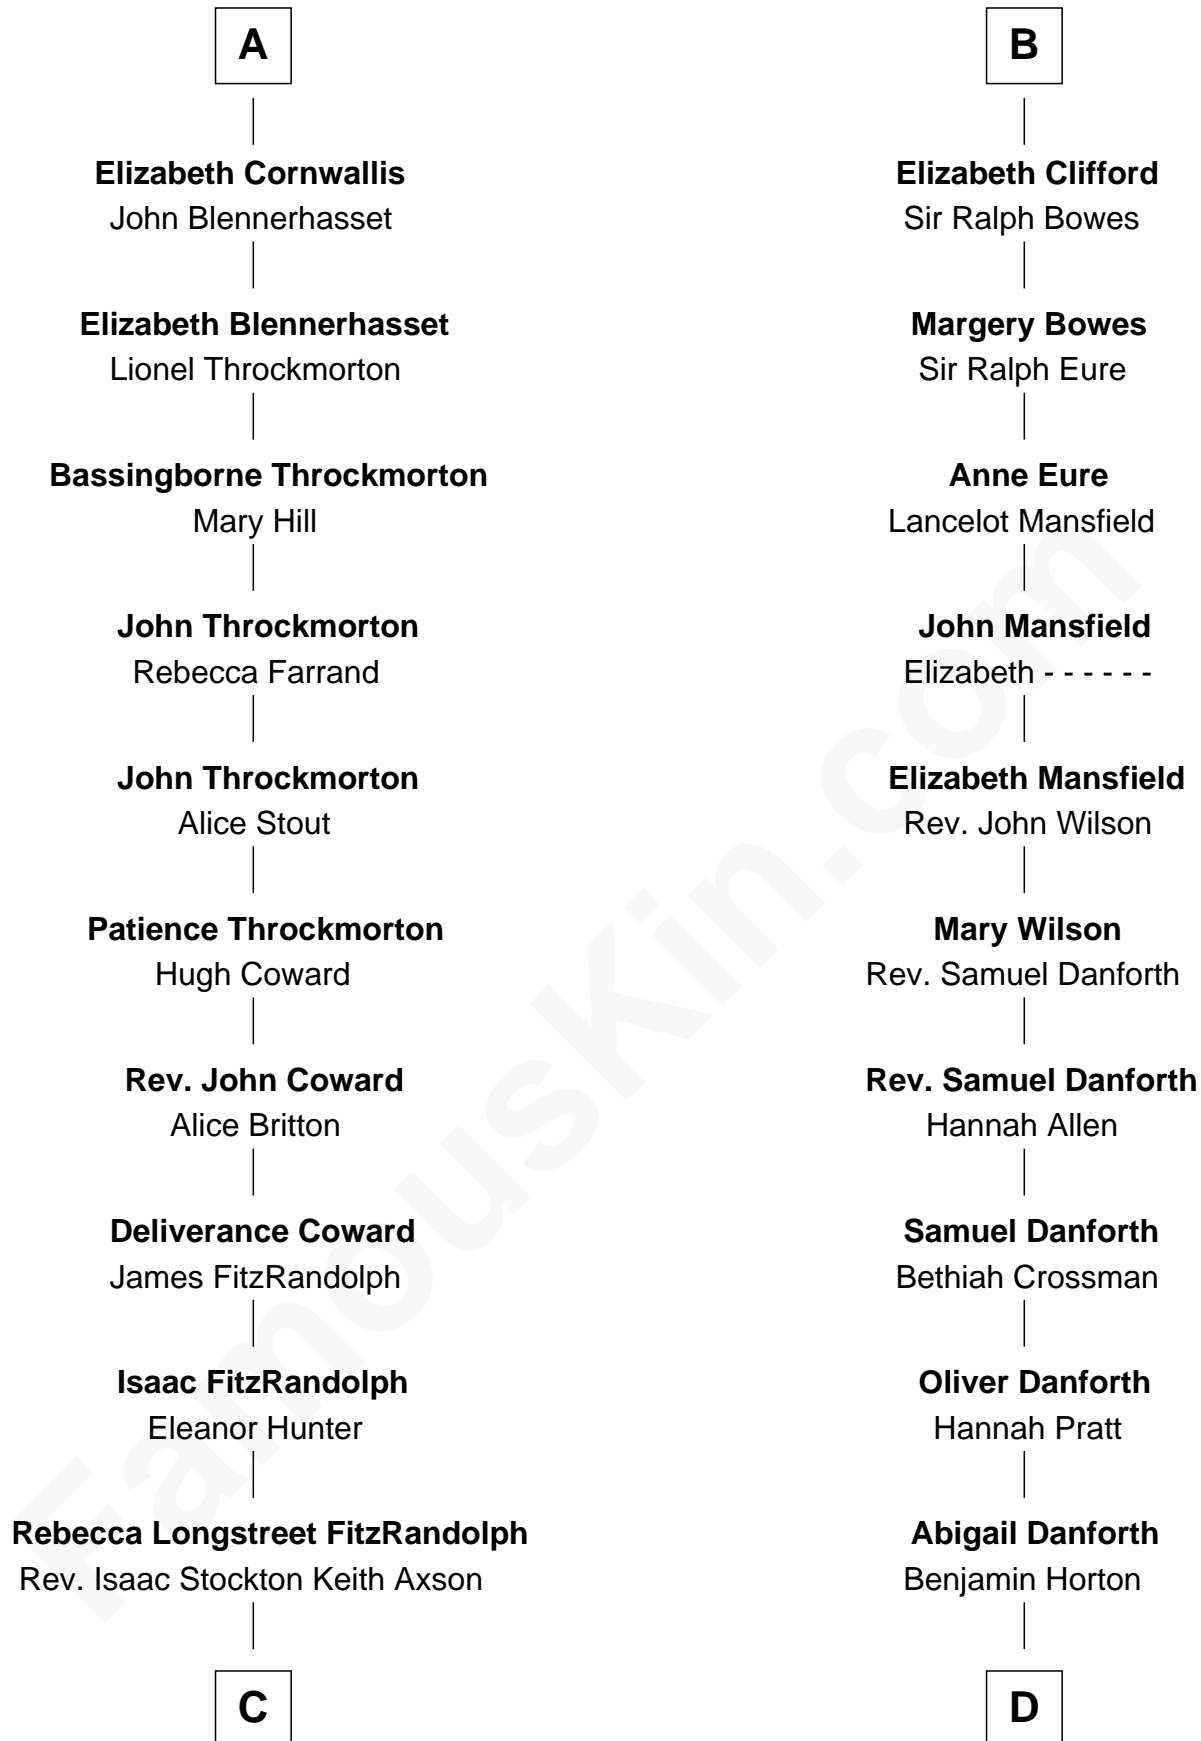 A
Elizabeth Cornwallis
John Blennerhasset
Elizabeth Blennerhasset
Lionel Throckmorton
Bassingborne Throckmorton
Mary Hill
John Throckmorton
Rebecca Farrand
John Throckmorton
Alice Stout
Patience Throckmorton
Hugh Coward
Rev. John Coward
Alice Britton
Deliverance Coward
James FitzRandolph
Isaac FitzRandolph
Eleanor Hunter
Rebecca Longstreet FitzRandolph
Rev. Isaac Stockton Keith Axson
C
B
Elizabeth Clifford
Sir Ralph Bowes
Margery Bowes
Sir Ralph Eure
Anne Eure
Lancelot Mansfield
John Mansfield
Elizabeth - - - - - -
Elizabeth Mansfield
Rev. John Wilson
Mary Wilson
Rev. Samuel Danforth
Rev. Samuel Danforth
Hannah Allen
Samuel Danforth
Bethiah Crossman
Oliver Danforth
Hannah Pratt
Abigail Danforth
Benjamin Horton
D
FamousKin.com